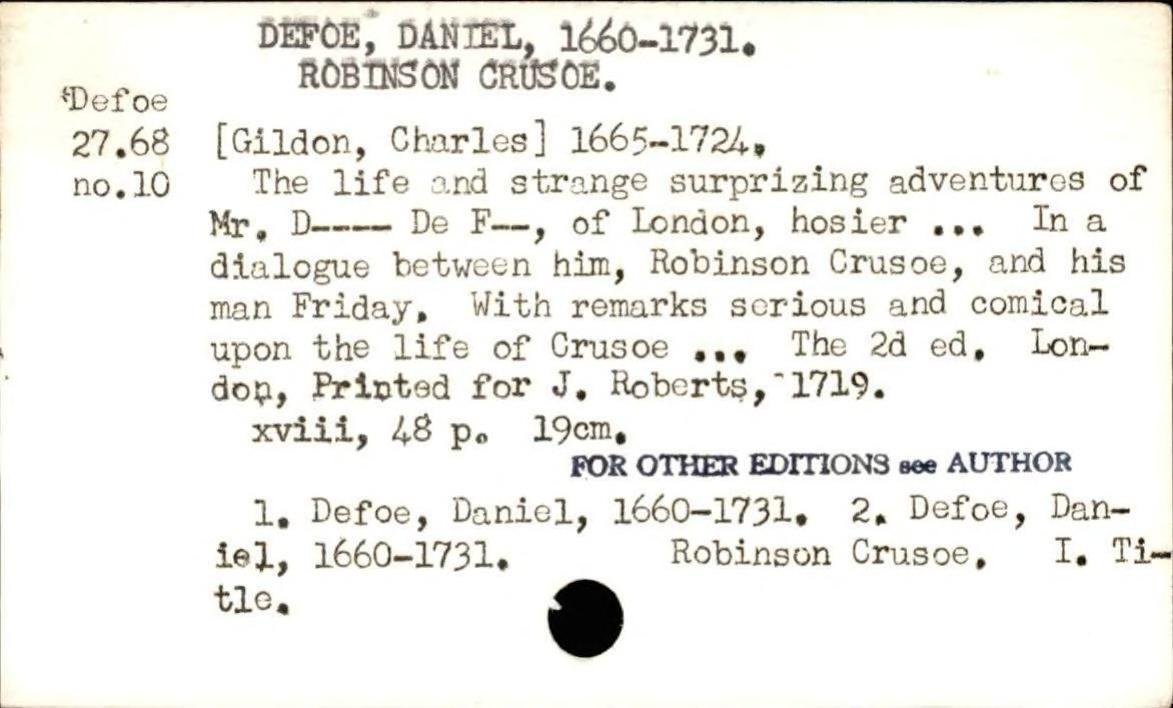 DEFOE, DANIEL, 1660-1731.
ROBINSON CRUSOE.
*Defoe
27.68
no.10
[Gildon, Charles] 1665-1724.
The life and strange surprizing adventures of
Mr. D---- De F--, of London, hosier ... In a
dialogue between him, Robinson Crusoe, and his
man Friday. With remarks serious and comical
upon the life of Crusoe ... The 2d ed. Lon-
don, Printed for J. Roberts, 1719.
xviii, 48 p. 19cm.
FOR OTHER EDITIONS see AUTHOR
1. Defoe, Daniel, 1660-1731. 2. Defoe, Dan-
iel, 1660-1731. Robinson Crusoe. I. Ti-
tle.